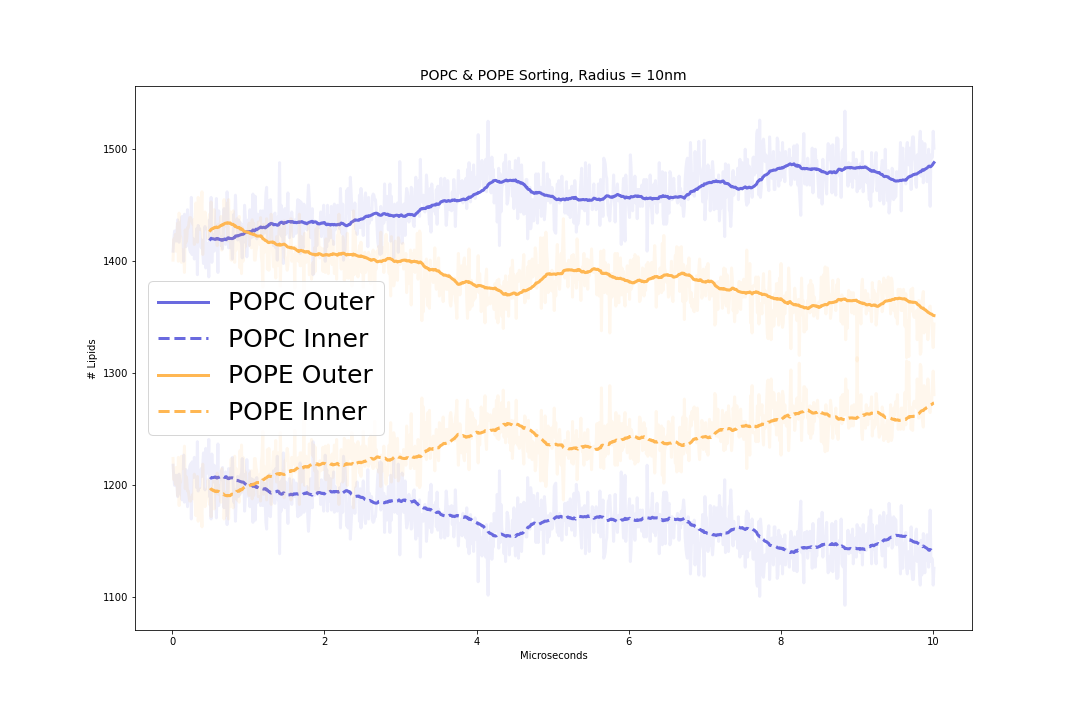 POPC & POPE Sorting, Radius = 10nm
1500
1400
1300
1200
1100
# Lipids
POPC Outer
POPC Inner
POPE Outer
POPE Inner
0 2 4 6 8 10
Microseconds